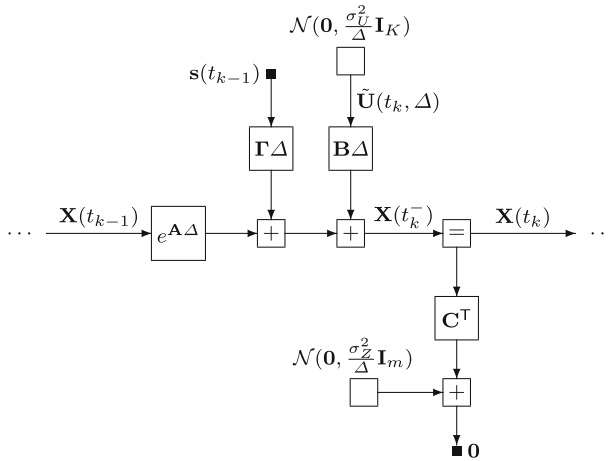 𝒩(𝟎, σ_U²/Δ 𝐈_K)
𝐬(t_{k−1})
𝐔̃(t_k, Δ)
𝚪Δ
𝐁Δ
𝐗(t_{k−1})
𝐗(t_k^−)
𝐗(t_k)
⋯
e^{𝐀Δ}
+
+
=
⋅⋅
𝐂^𝖳
𝒩(𝟎, σ_Z²/Δ 𝐈_m)
+
𝟎